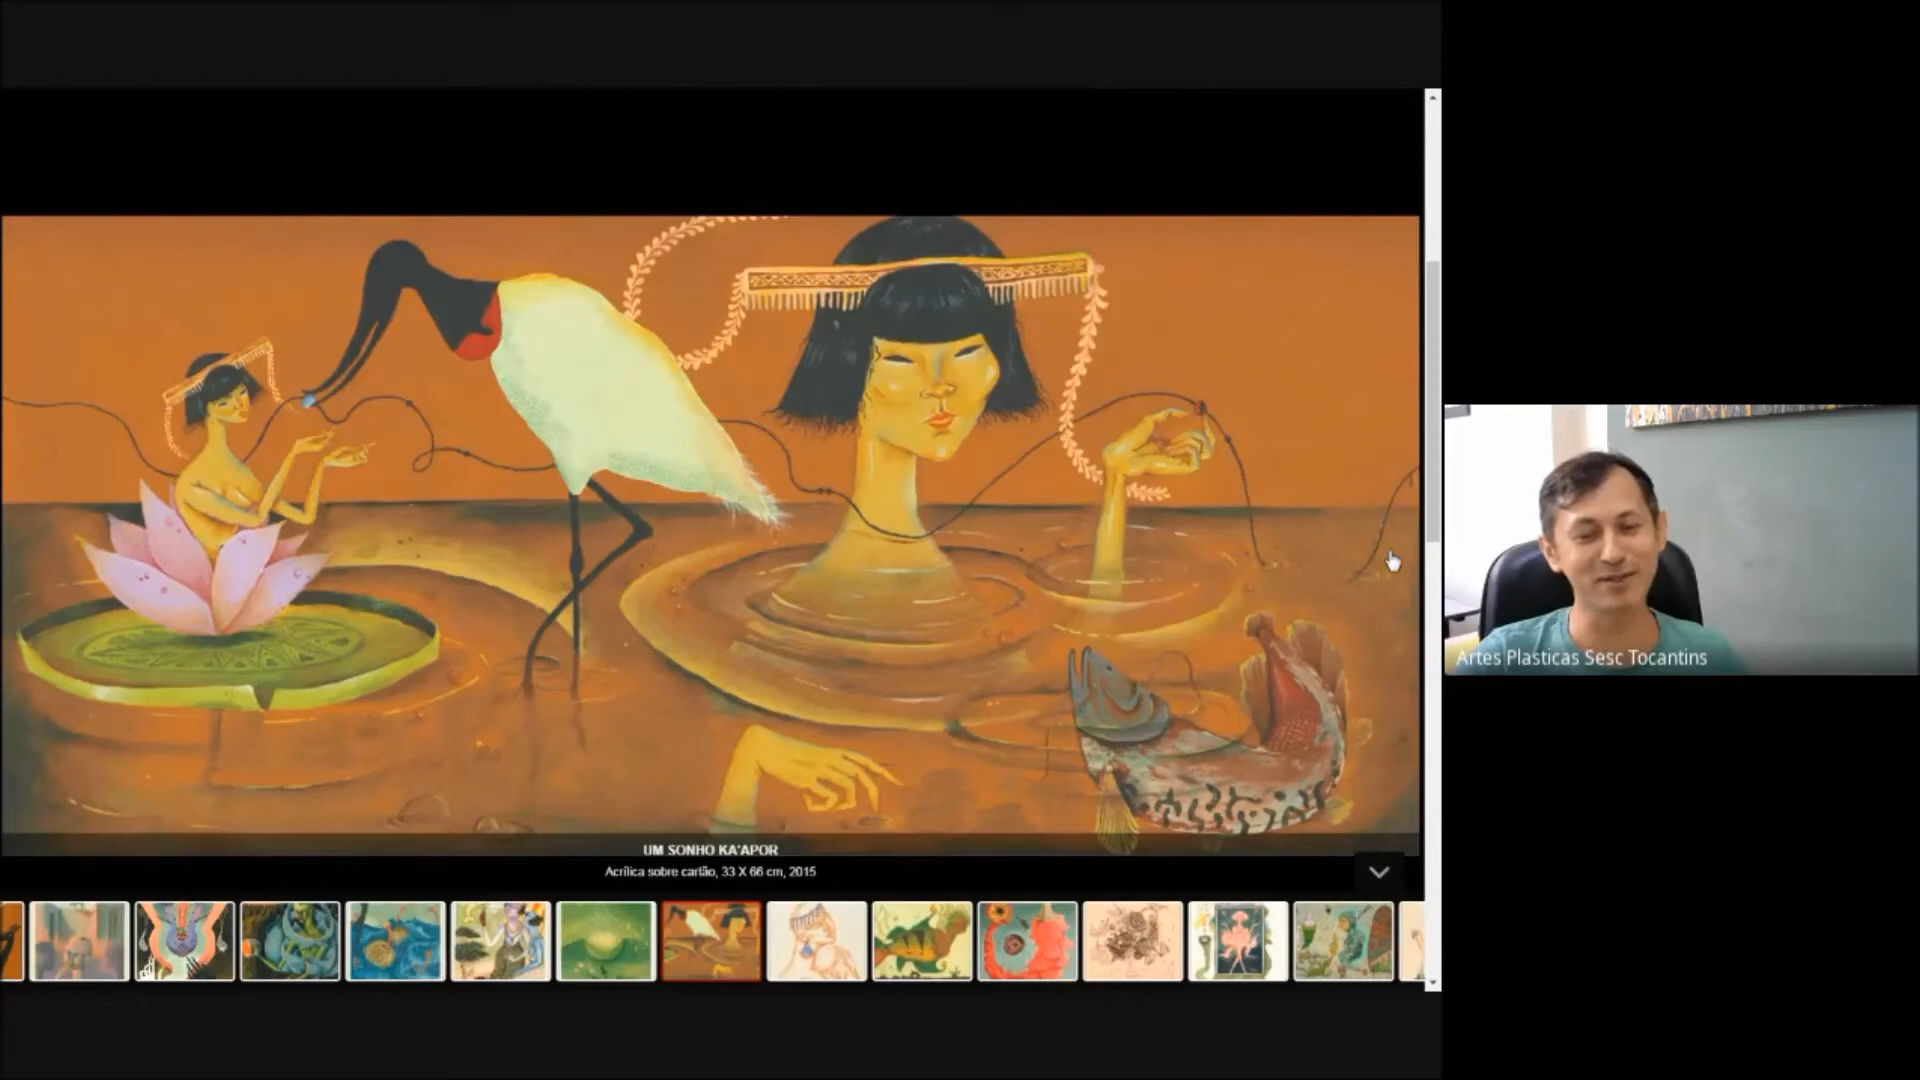 UM SONHO KA'APOR
Acrílica sobre cartão, 33 X 66 cm, 2015
Artes Plasticas Sesc Tocantins